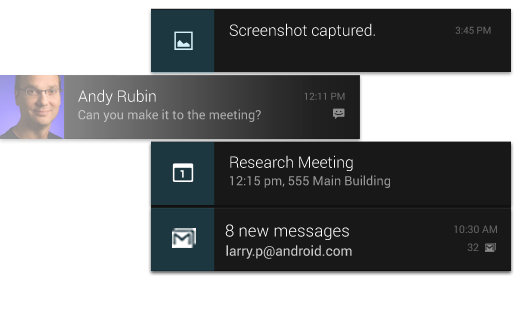 Screenshot captured.
3:45 PM
Andy Rubin
12:11 PM
Can you make it to the meeting?
1
Research Meeting
12:15 pm, 555 Main Building
8 new messages
10:30 AM
larry.p@android.com
32